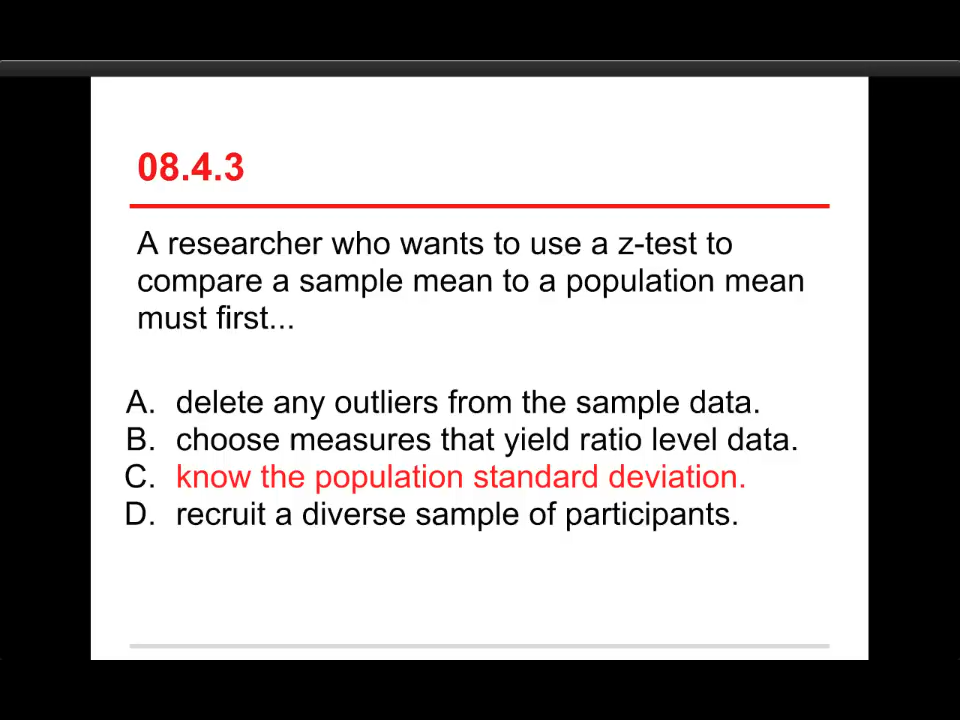 08.4.3
A researcher who wants to use a z-test to
compare a sample mean to a population mean
must first...
A. delete any outliers from the sample data.
B. choose measures that yield ratio level data.
C. know the population standard deviation.
D. recruit a diverse sample of participants.